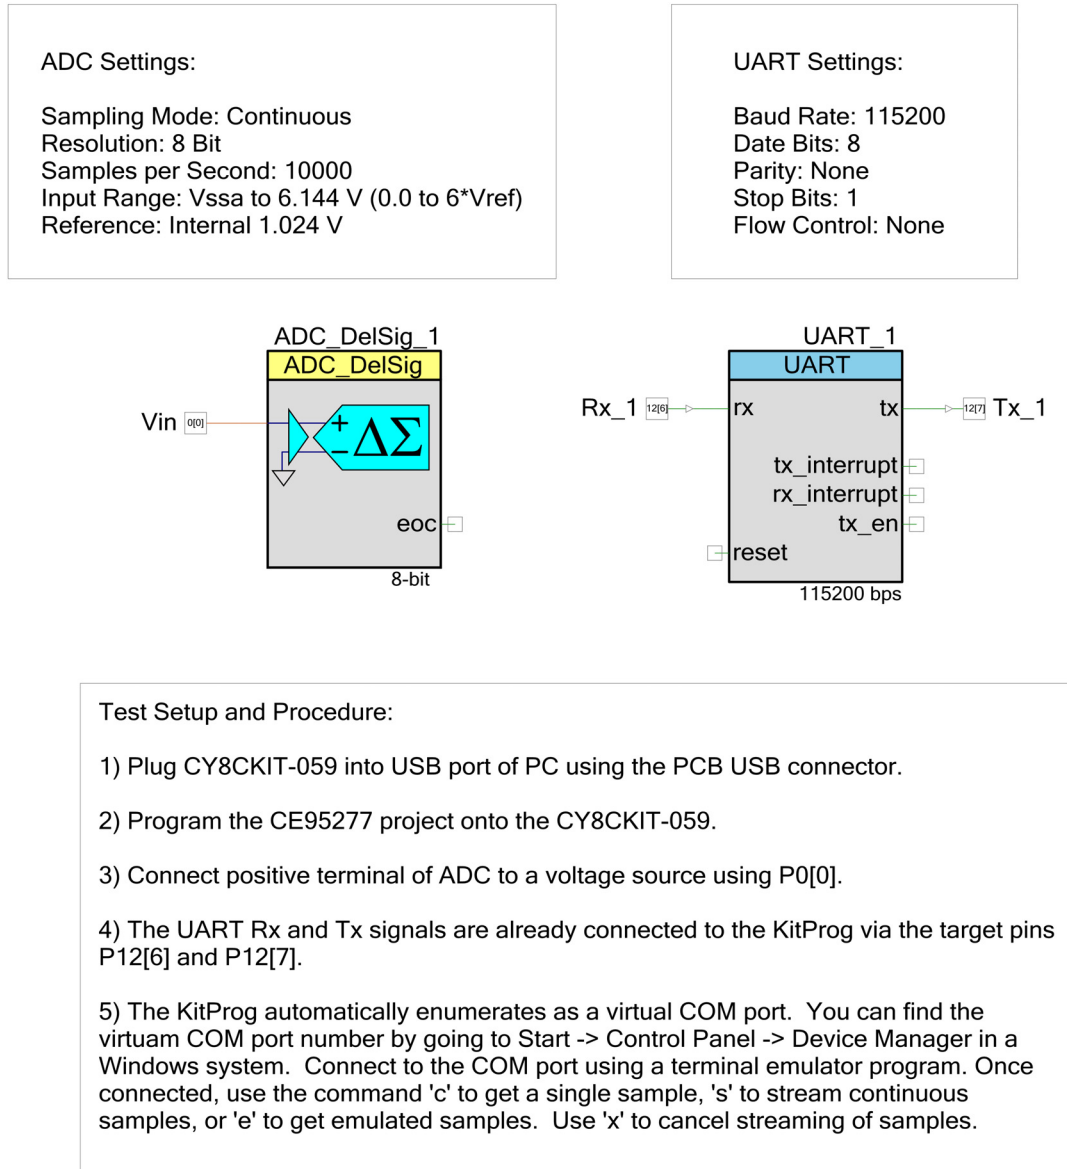 ADC Settings:
Sampling Mode: Continuous
Resolution: 8 Bit
Samples per Second: 10000
Input Range: Vssa to 6.144 V (0.0 to 6*Vref)
Reference: Internal 1.024 V
UART Settings:
Baud Rate: 115200
Date Bits: 8
Parity: None
Stop Bits: 1
Flow Control: None
ADC_DelSig_1
ADC_DelSig
Vin 0[0]
+
−
ΔΣ
eoc
8-bit
UART_1
UART
Rx_1 12[6] rx tx 12[7] Tx_1
tx_interrupt
rx_interrupt
tx_en
reset
115200 bps
Test Setup and Procedure:
1) Plug CY8CKIT-059 into USB port of PC using the PCB USB connector.
2) Program the CE95277 project onto the CY8CKIT-059.
3) Connect positive terminal of ADC to a voltage source using P0[0].
4) The UART Rx and Tx signals are already connected to the KitProg via the target pins
P12[6] and P12[7].
5) The KitProg automatically enumerates as a virtual COM port.  You can find the
virtuam COM port number by going to Start -> Control Panel -> Device Manager in a
Windows system.  Connect to the COM port using a terminal emulator program. Once
connected, use the command 'c' to get a single sample, 's' to stream continuous
samples, or 'e' to get emulated samples.  Use 'x' to cancel streaming of samples.